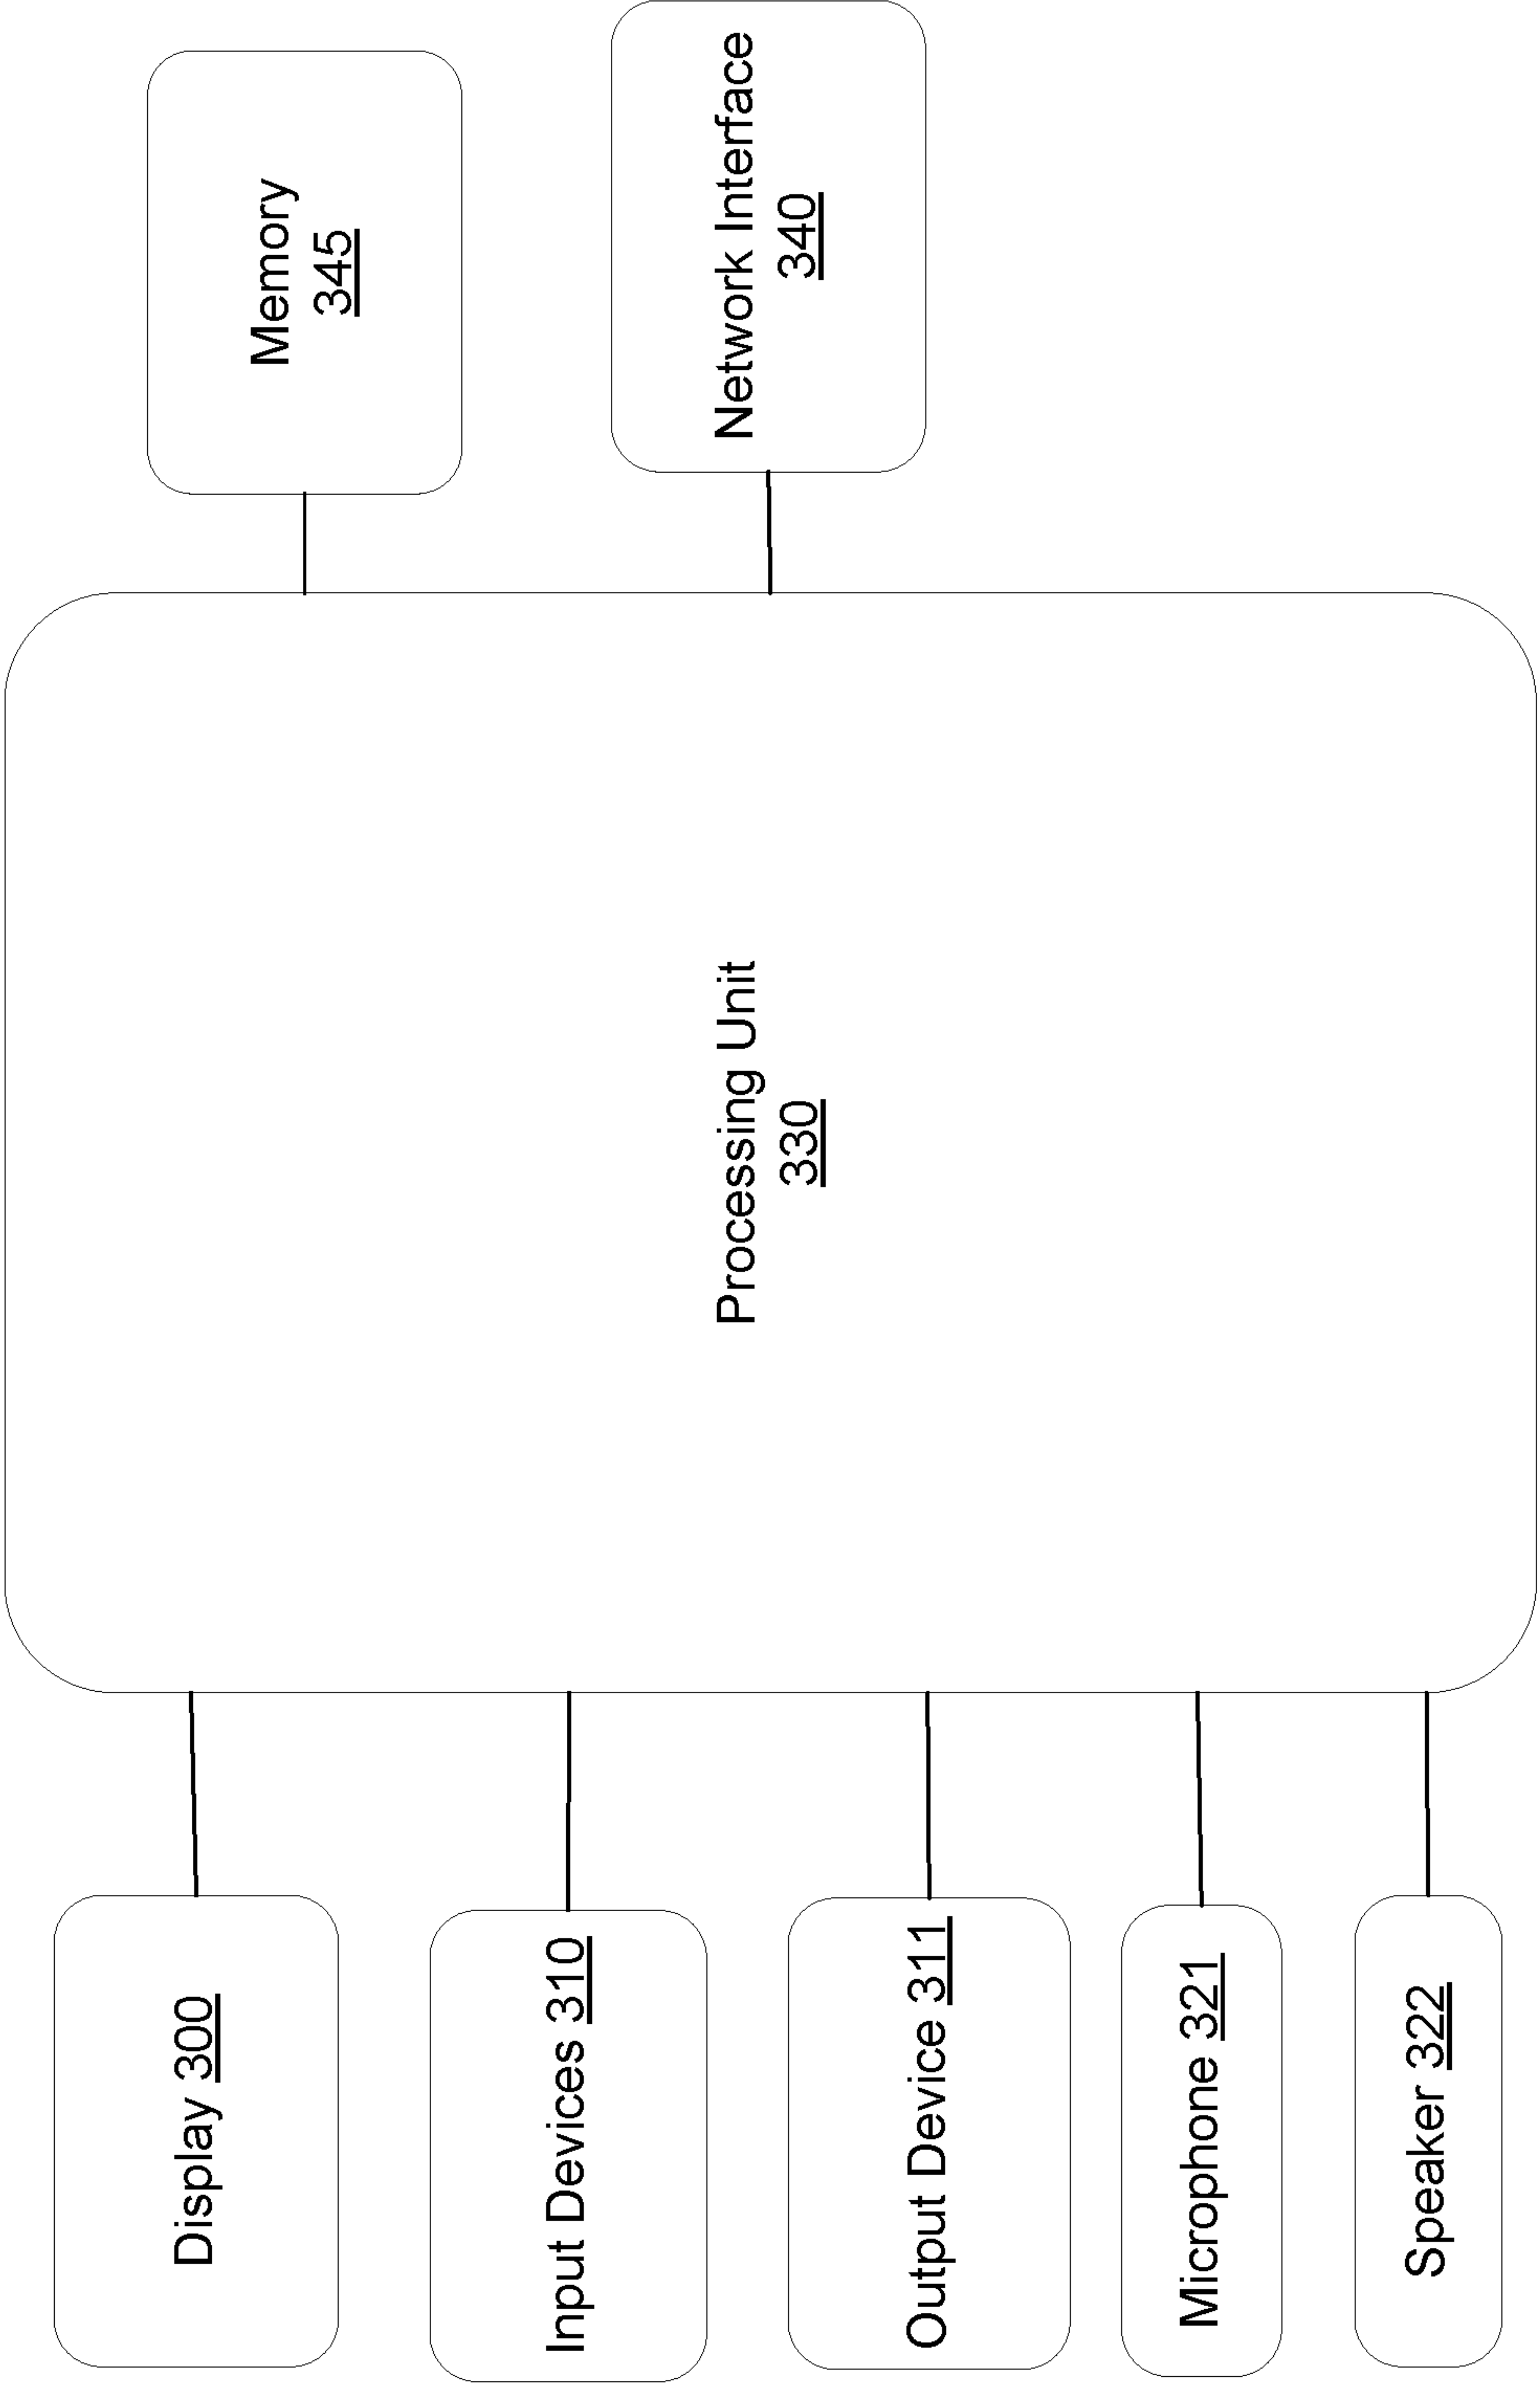 Display 300
Input Devices 310
Output Device 311
Microphone 321
Speaker 322
Processing Unit
330
Memory
345
Network Interface
340